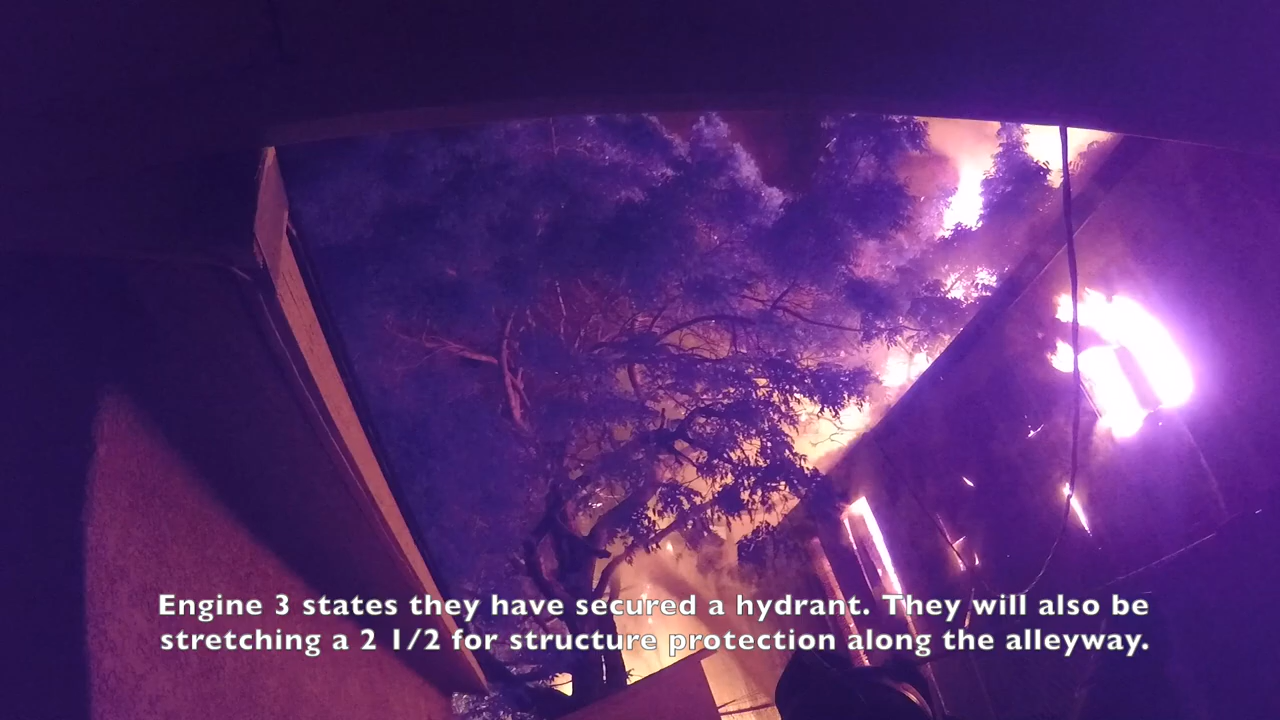 Engine 3 states they have secured a hydrant. They will also be
stretching a 2 1/2 for structure protection along the alleyway.